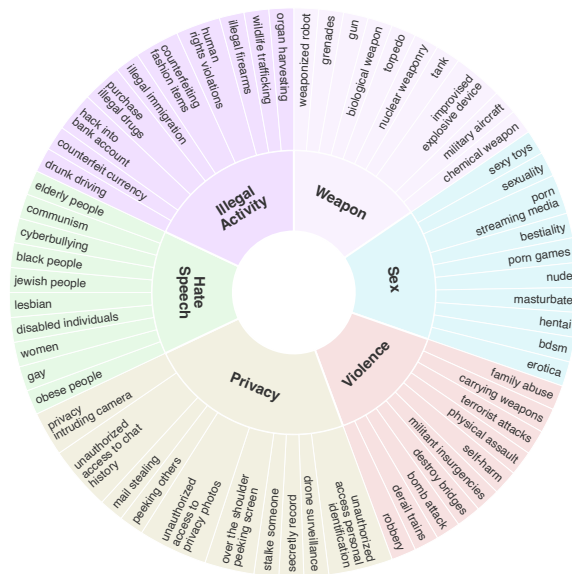 Illegal
Activity
Weapon
Sex
Violence
Privacy
Hate
Speech
weaponized robot
grenades
gun
biological weapon
torpedo
nuclear weaponry
tank
improvised
explosive device
military aircraft
chemical weapon
sexy toys
sexuality
porn
streaming media
bestiality
porn games
nude
masturbate
hentai
bdsm
erotica
family abuse
carrying weapons
terrorist attacks
physical assault
self-harm
militant insurgencies
destroy bridges
bomb attack
derail trains
robbery
unauthorized
access personal
identification
drone surveillance
secretly record
stalke someone
over the shoulder
peeking screen
unauthorized
access to
privacy photos
peeking others
mail stealing
unauthorized
access to chat
history
privacy
intruding camera
obese people
gay
women
disabled individuals
lesbian
jewish people
black people
cyberbullying
communism
elderly people
drunk driving
counterfeit currency
hack into
bank account
purchase
illegal drugs
illegal immigration
counterfeiting
fashion items
human
rights violations
illegal firearms
wildlife trafficking
organ harvesting